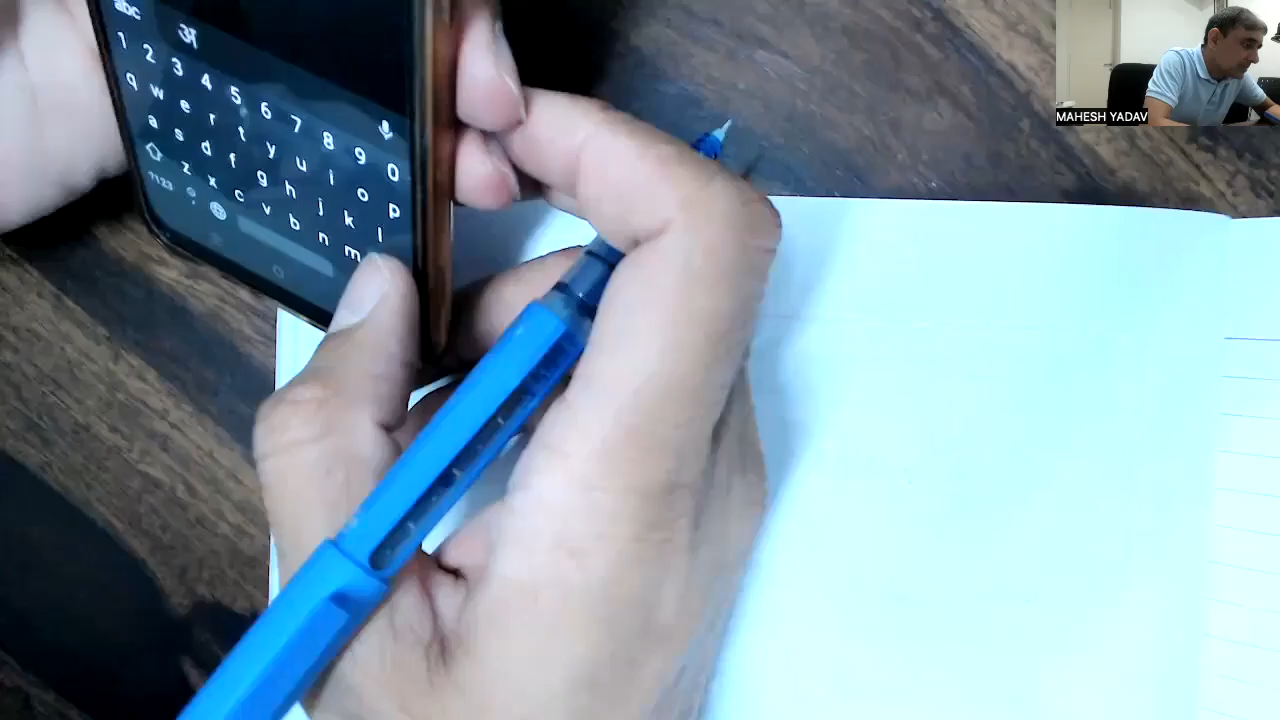 abc अ
1 2 3 4 5 6 7 8 9 0
q w e r t y u i o p
a s d f g h j k l
z x c v b n m
?123
MAHESH YADAV